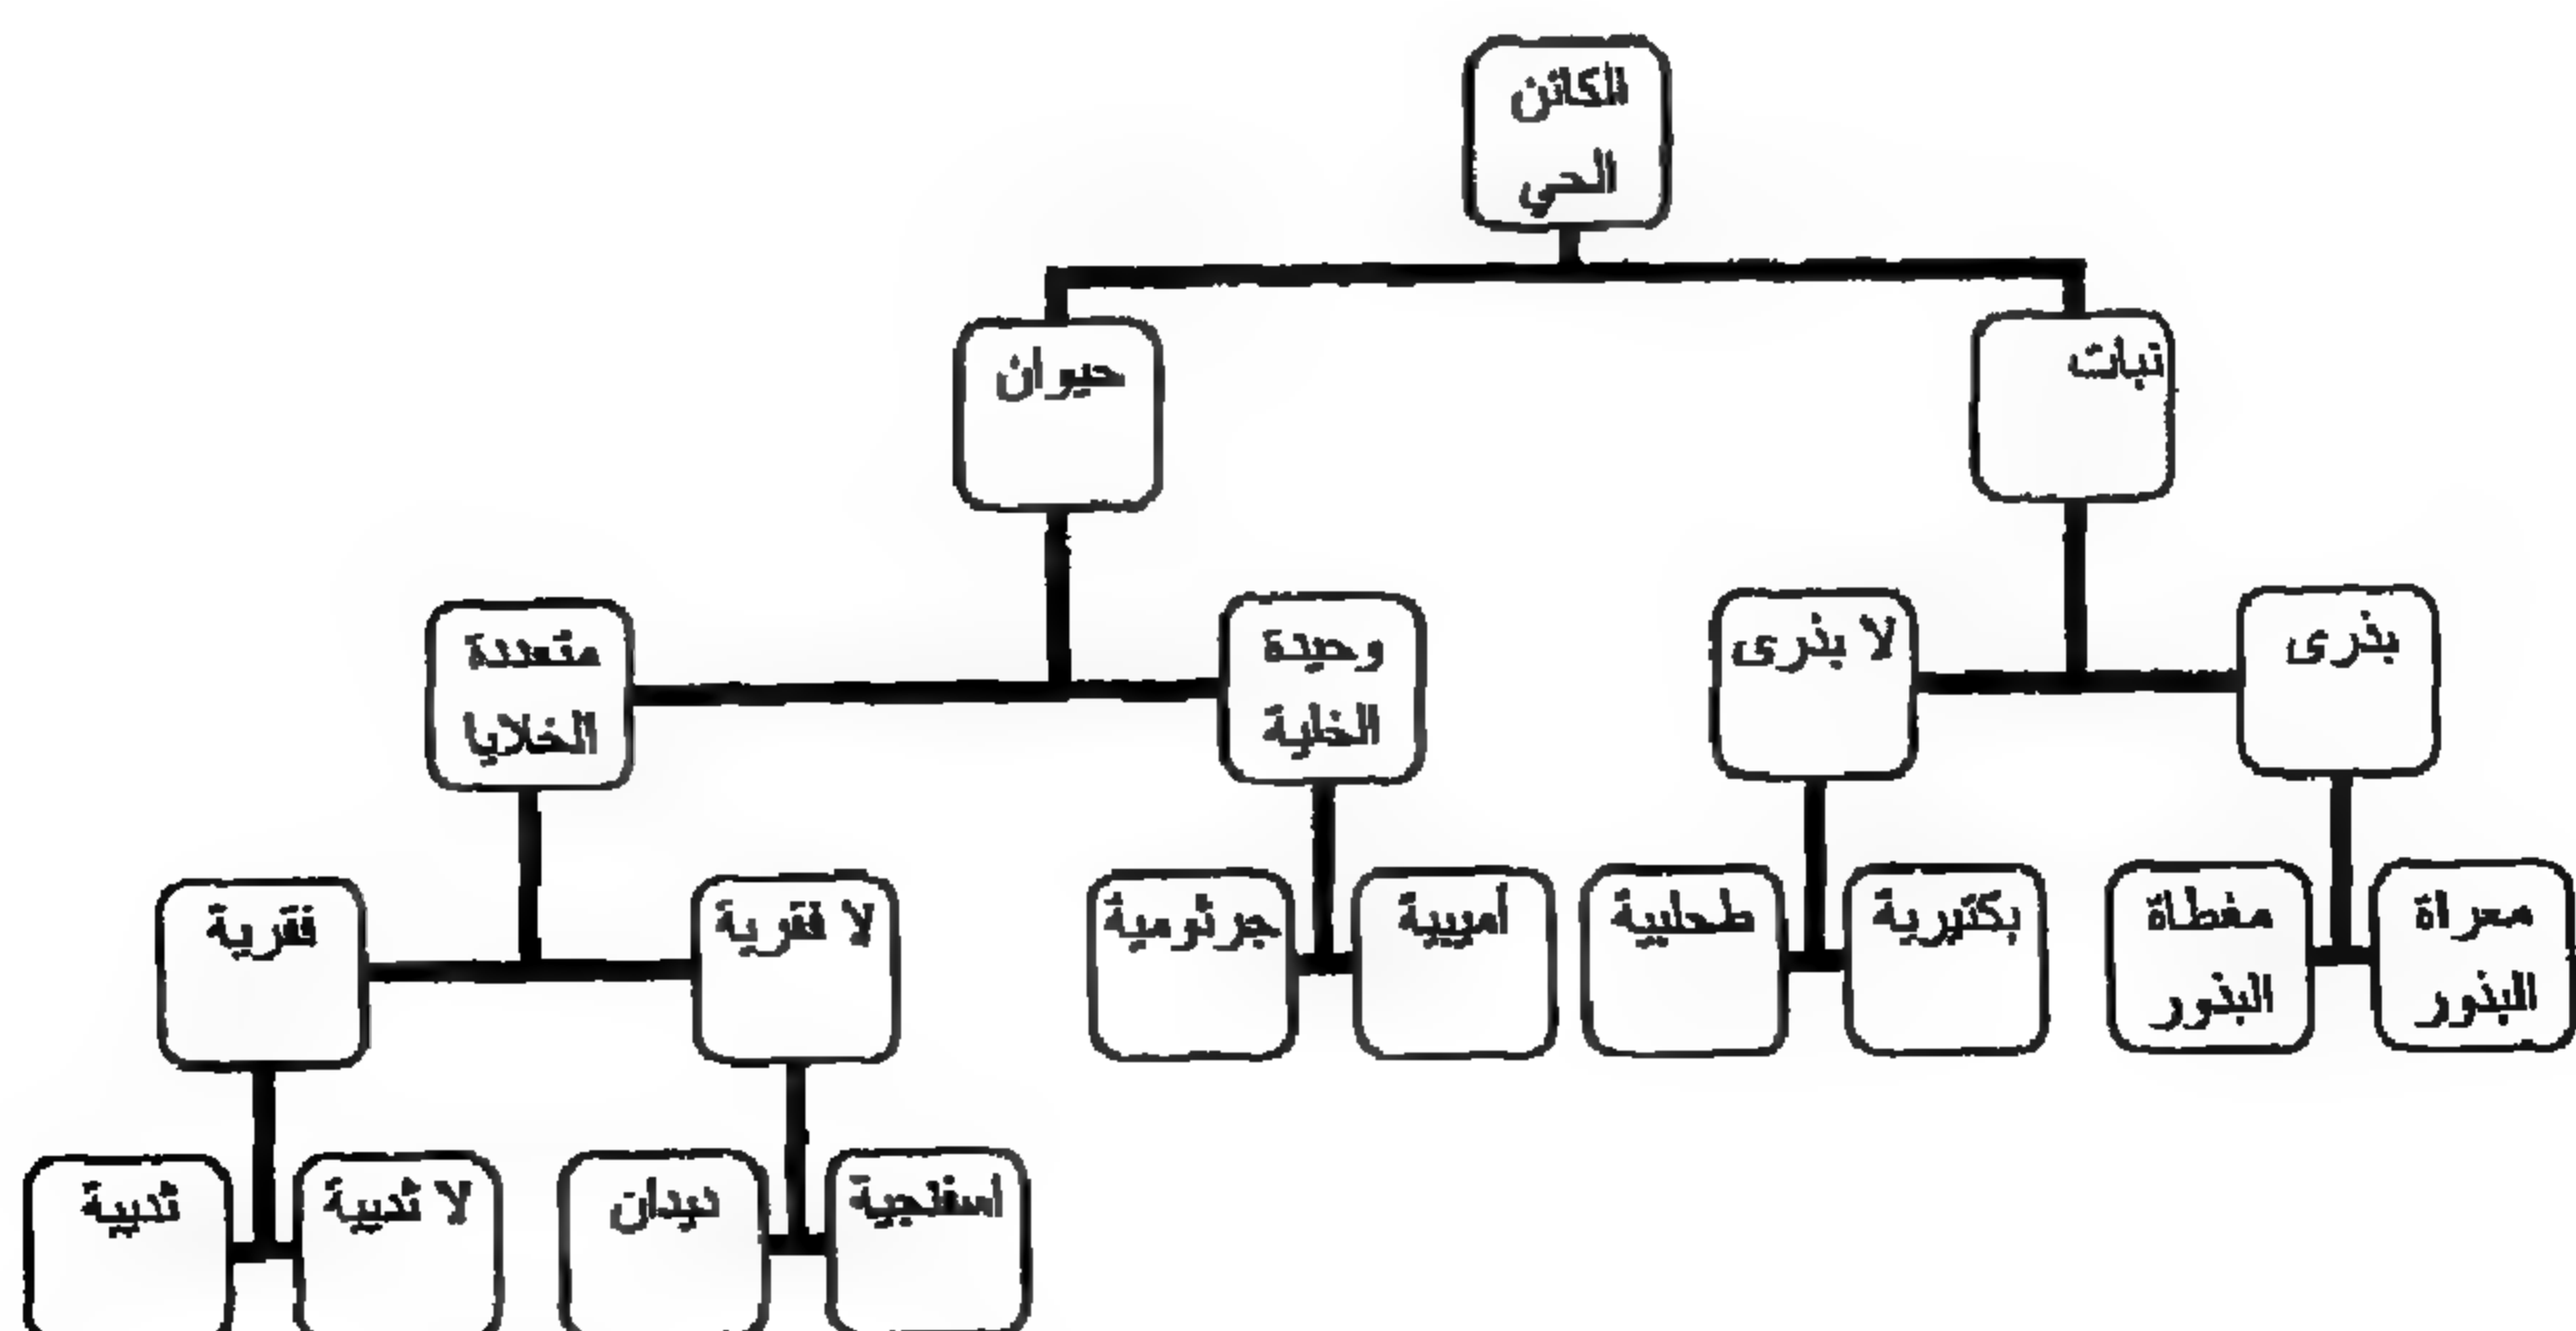 الكائن
الحي
نبات
حيوان
بذرى
لا بذرى
وحيدة
الخلية
متعددة
الخلايا
معراة
البذور
مغطاة
البذور
بكتيرية
طحلبية
أميبية
جرثومية
لا فقرية
فقرية
اسفنجية
ديدان
لا ثديية
ثديية